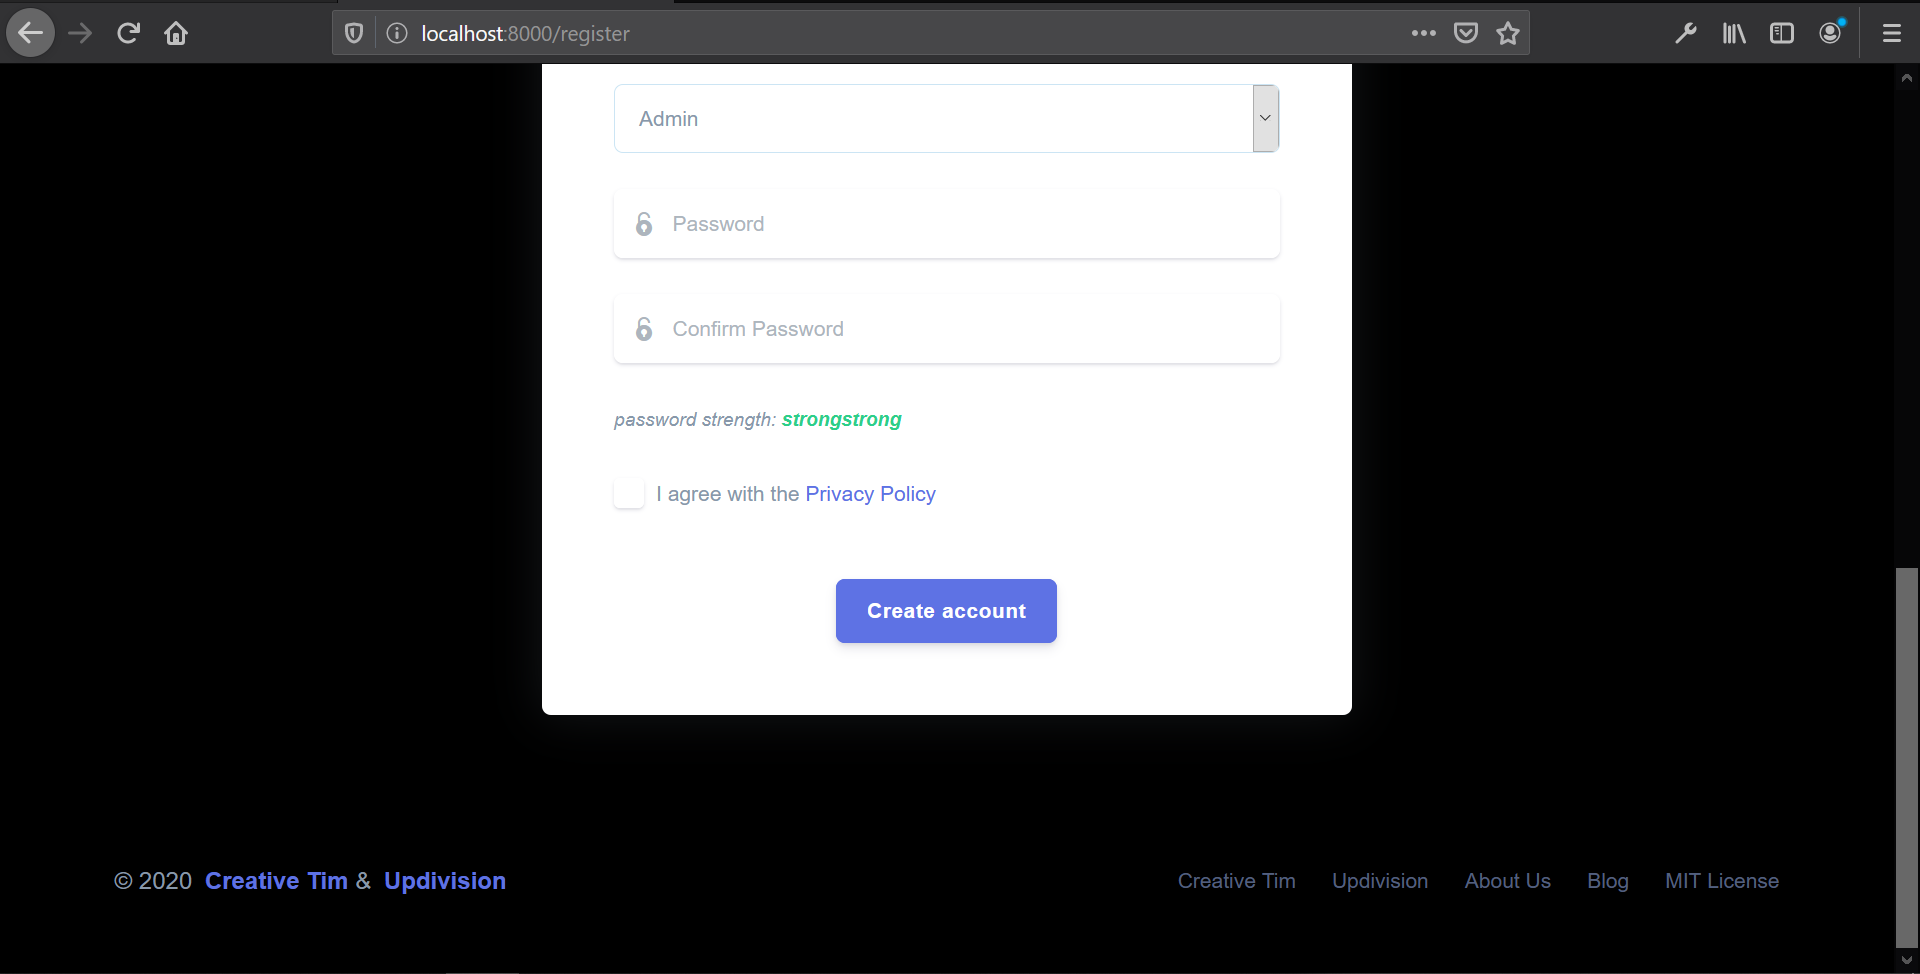 localhost:8000/register
Admin
Password
Confirm Password
password strength: strongstrong
I agree with the Privacy Policy
Create account
© 2020 Creative Tim & Updivision
Creative Tim Updivision About Us Blog MIT License